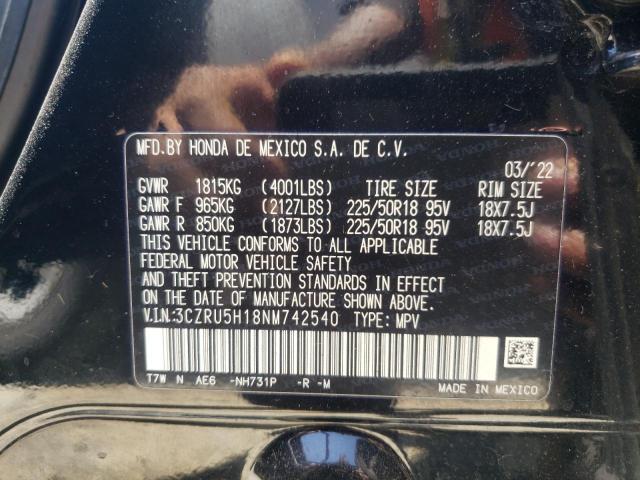 MFD.BY HONDA DE MEXICO S.A. DE C.V.
03/'22
GVWR 1815KG (4001LBS) TIRE SIZE RIM SIZE
GAWR F 965KG (2127LBS) 225/50R18 95V 18X7.5J
GAWR R 850KG (1873LBS) 225/50R18 95V 18X7.5J
THIS VEHICLE CONFORMS TO ALL APPLICABLE
FEDERAL MOTOR VEHICLE SAFETY
AND THEFT PREVENTION STANDARDS IN EFFECT
ON THE DATE OF MANUFACTURE SHOWN ABOVE.
V.I.N:3CZRU5H18NM742540 TYPE: MPV
T7W N AE6 -NH731P -R -M MADE IN MEXICO